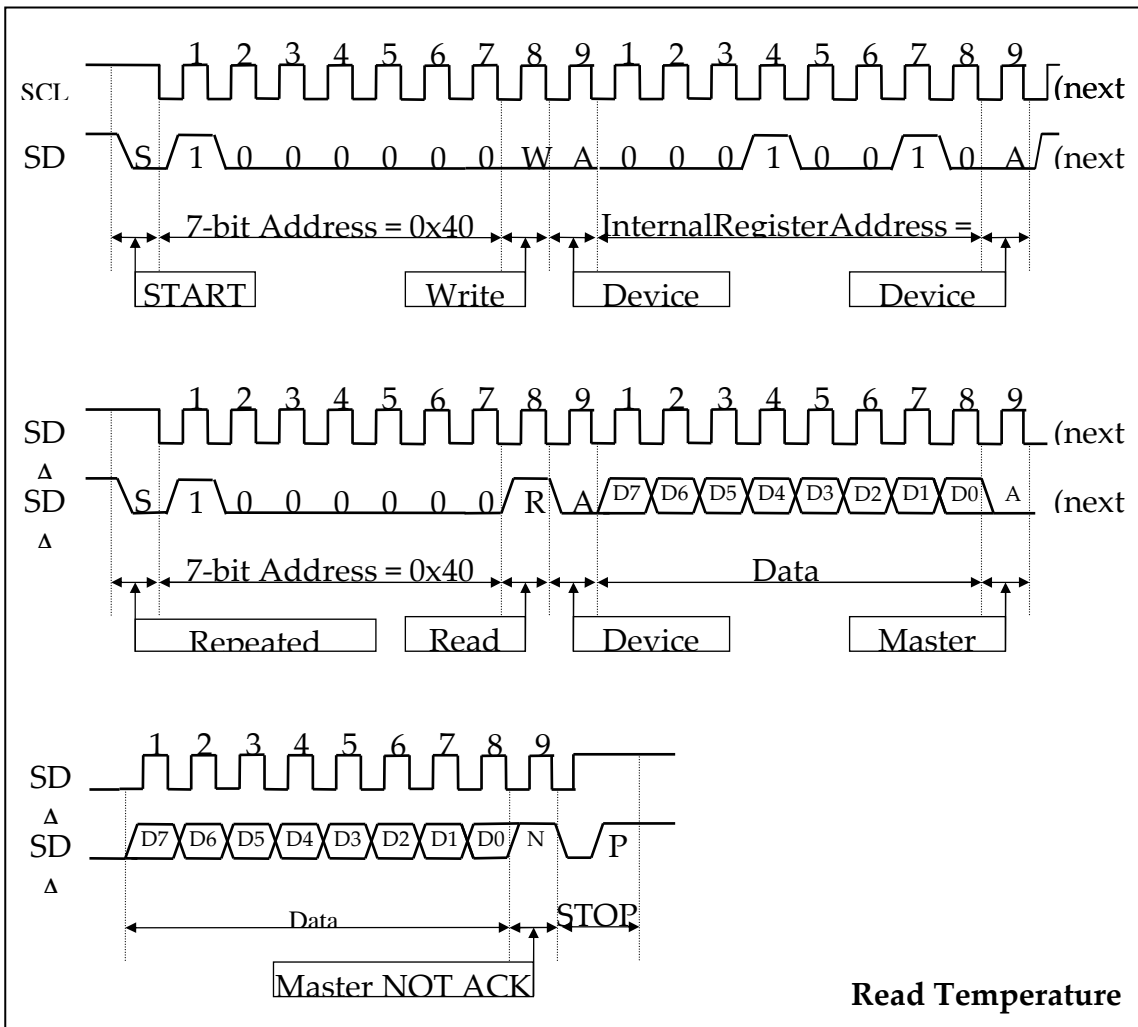 1 2 3 4 5 6 7 8 9 1 2 3 4 5 6 7 8 9
SCL (next
SD S 1 0 0 0 0 0 0 W A 0 0 0 1 0 0 1 0 A (next
7-bit Address = 0x40 InternalRegisterAddress =
START Write Device Device
1 2 3 4 5 6 7 8 9 1 2 3 4 5 6 7 8 9
SD (next
A
SD S 1 0 0 0 0 0 0 R A D7 D6 D5 D4 D3 D2 D1 D0 A (next
A
7-bit Address = 0x40 Data
Repeated Read Device Master
1 2 3 4 5 6 7 8 9
SD
A
SD D7 D6 D5 D4 D3 D2 D1 D0 N P
A
Data STOP
Master NOT ACK
Read Temperature